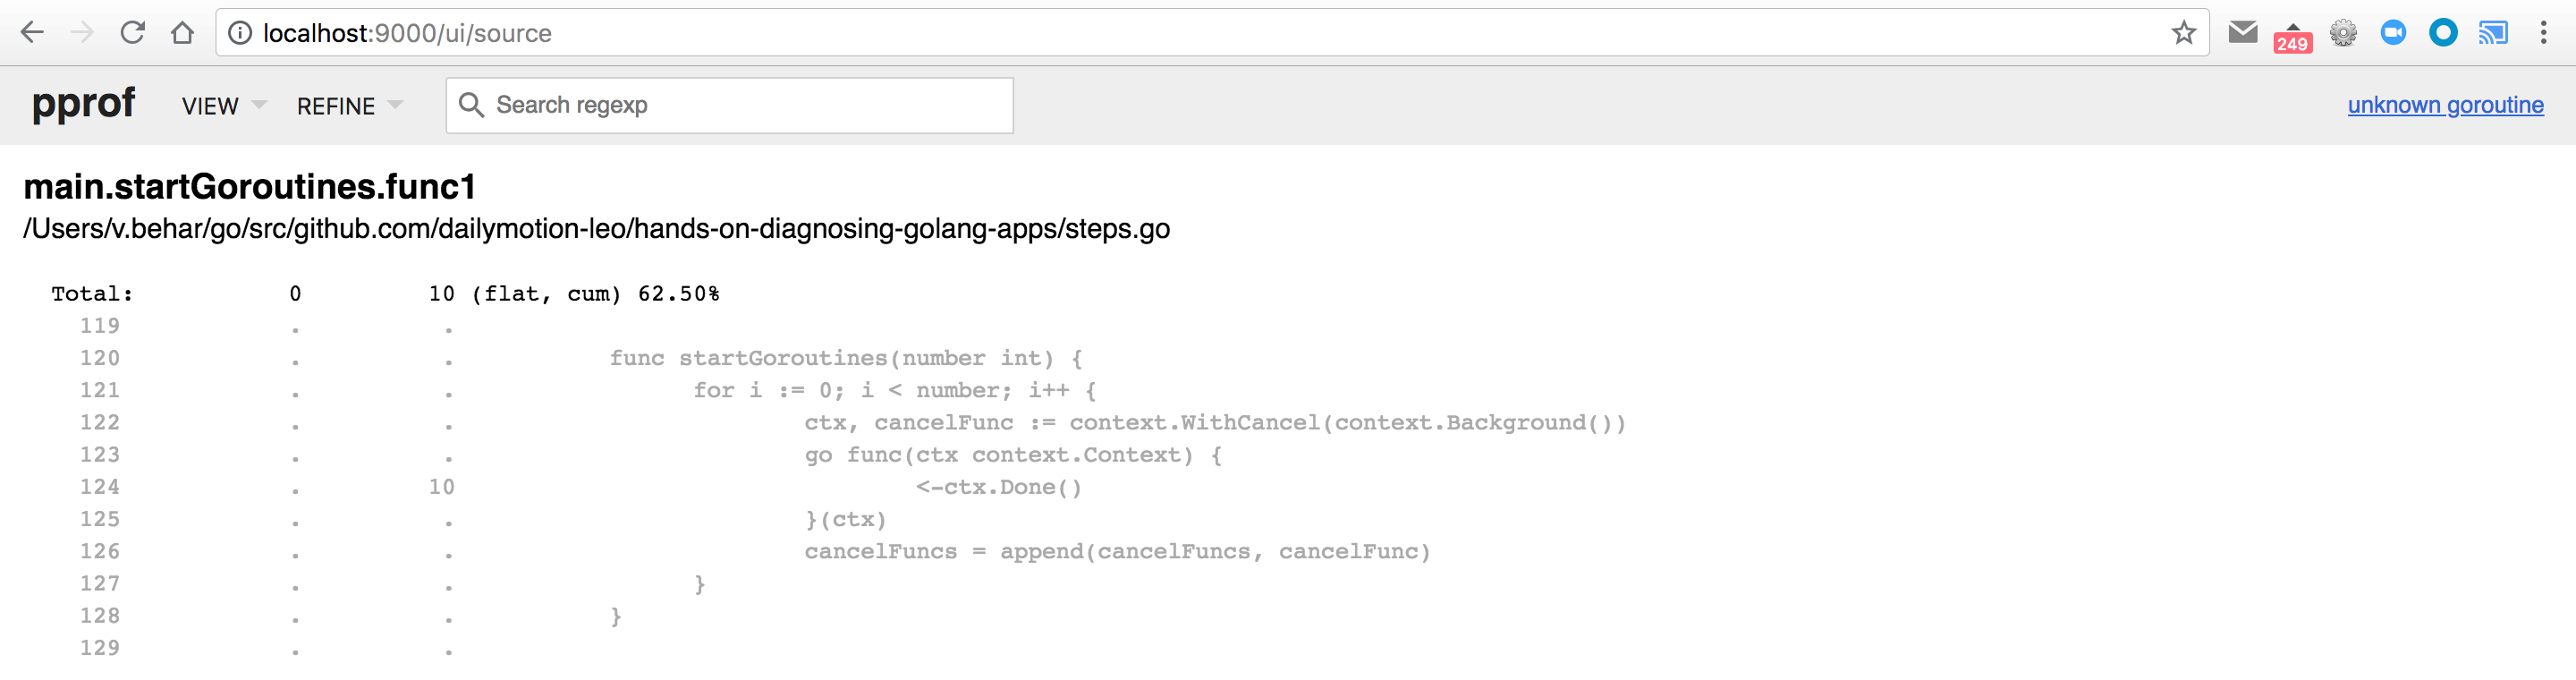 localhost:9000/ui/source
249
pprof VIEW REFINE Search regexp unknown goroutine
main.startGoroutines.func1
/Users/v.behar/go/src/github.com/dailymotion-leo/hands-on-diagnosing-golang-apps/steps.go
Total: 0 10 (flat, cum) 62.50%
119 . .
120 . . func startGoroutines(number int) {
121 . . for i := 0; i < number; i++ {
122 . . ctx, cancelFunc := context.WithCancel(context.Background())
123 . . go func(ctx context.Context) {
124 . 10 <-ctx.Done()
125 . . }(ctx)
126 . . cancelFuncs = append(cancelFuncs, cancelFunc)
127 . . }
128 . . }
129 . .